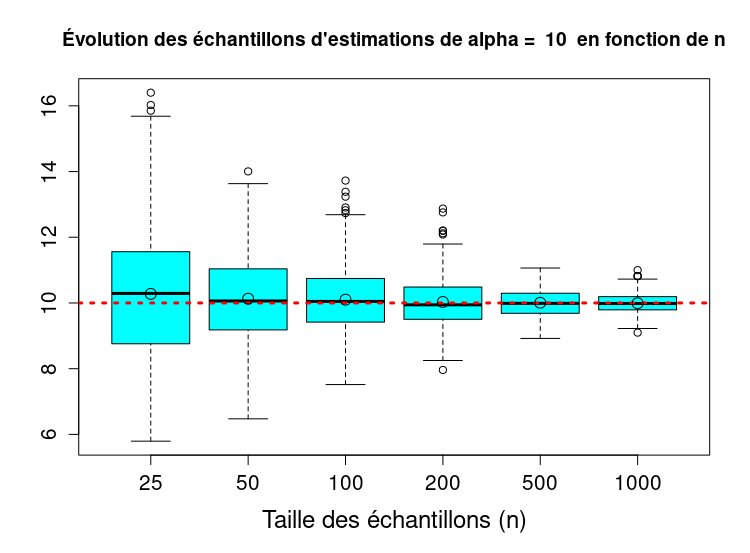 Évolution des échantillons d'estimations de alpha = 10 en fonction de n
16
14
12
10
8
6
25 50 100 200 500 1000
Taille des échantillons (n)